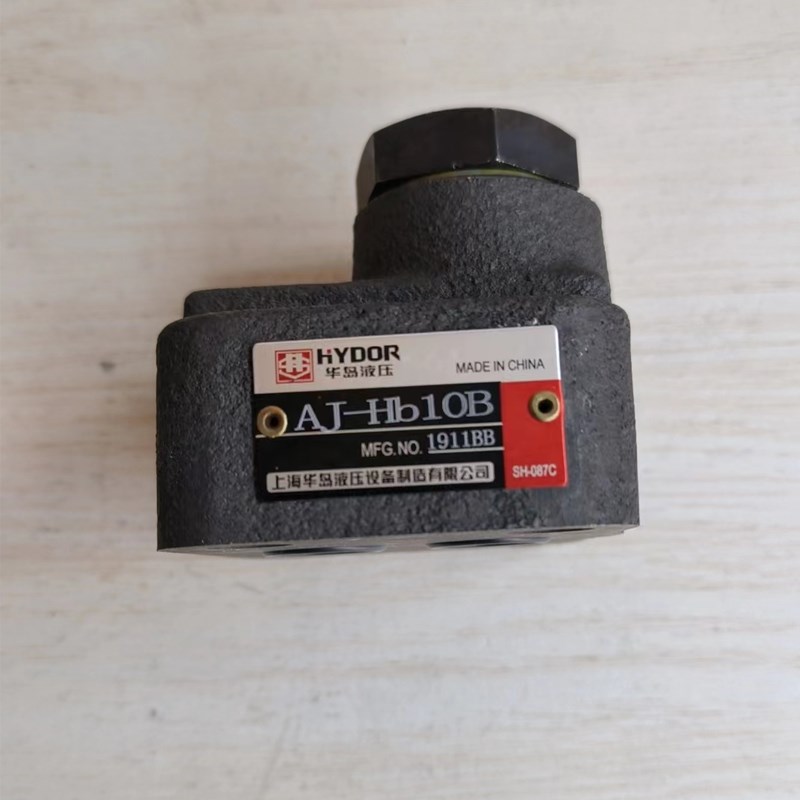 HYDOR
华岛液压
MADE IN CHINA
AJ-Hb10B
MFG.NO. 1911BB
上海华岛液压设备制造有限公司
SH-087C